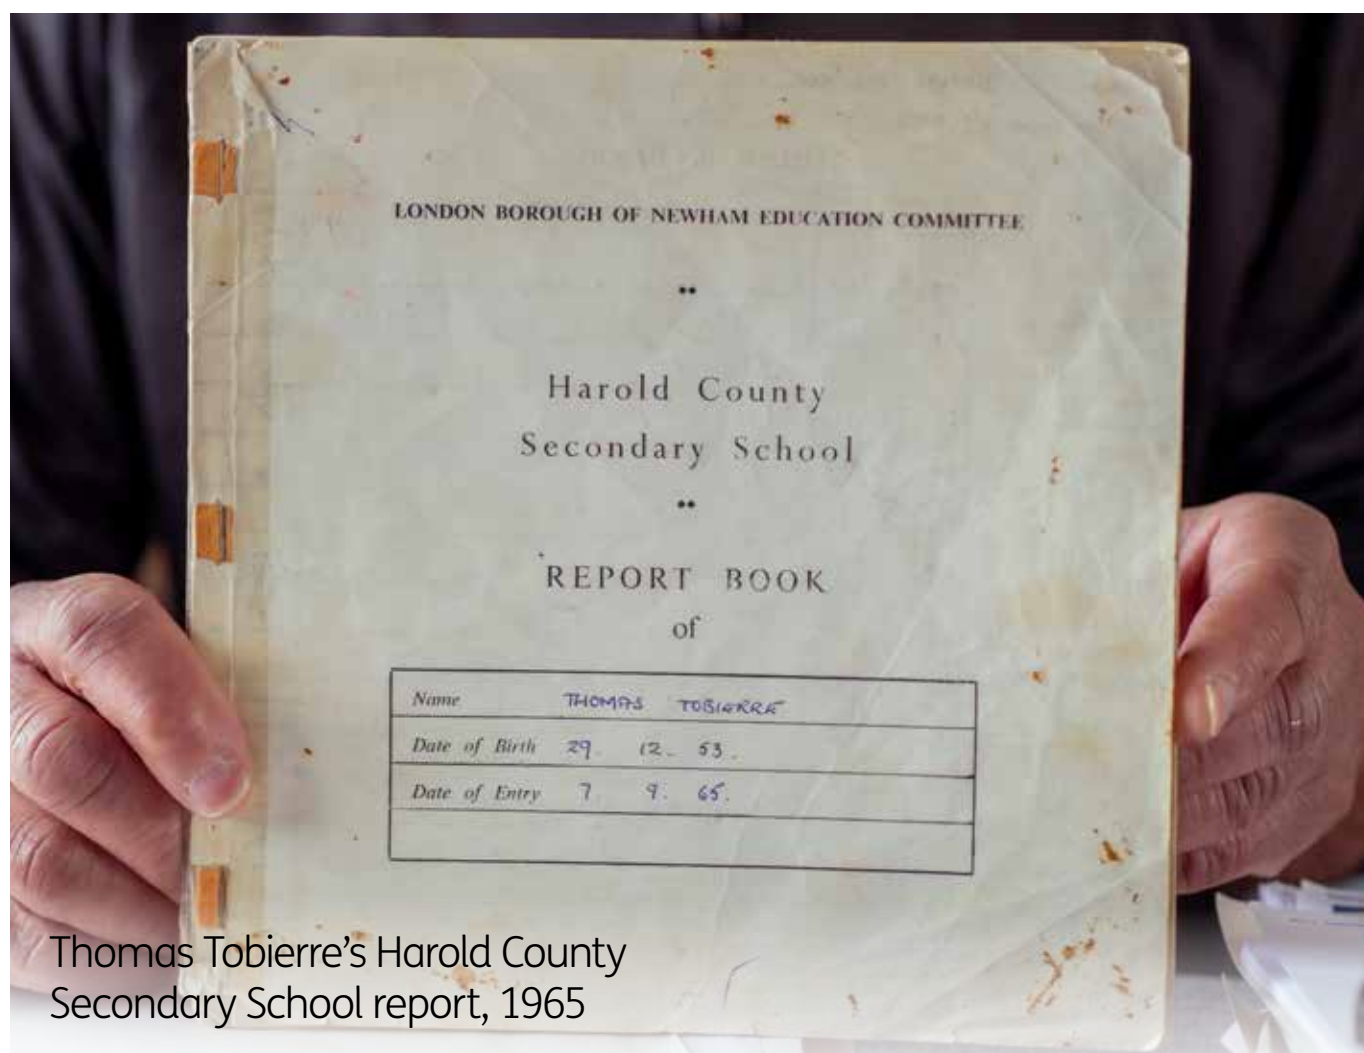 LONDON BOROUGH OF NEWHAM EDUCATION COMMITTEE
Harold County
Secondary School
REPORT BOOK
of
Name THOMAS TOBIERRE
Date of Birth 29. 12. 53.
Date of Entry 7 9. 65.
Thomas Tobierre’s Harold County
Secondary School report, 1965